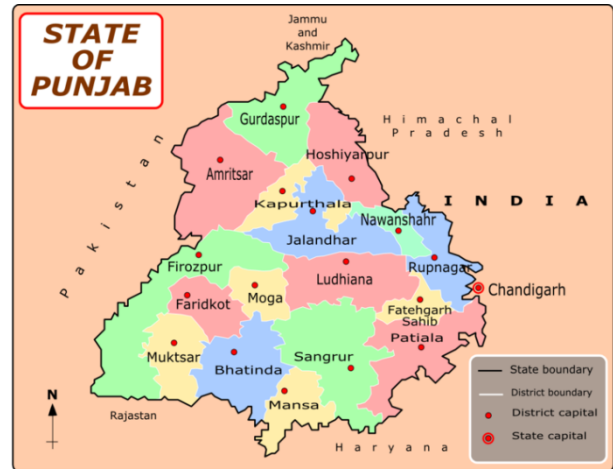 STATE
OF
PUNJAB
Jammu
and
Kashmir
Gurdaspur
Himachal
Pradesh
Hoshiyarpur
Amritsar
Pakistan
Kapurthala
INDIA
Nawanshahr
Jalandhar
Firozpur
Rupnagar
Ludhiana
Moga
Chandigarh
Faridkot
Fatehgarh
Sahib
Patiala
Muktsar
Sangrur
Bhatinda
Mansa
N
Rajastan
Haryana
State boundary
District boundary
District capital
State capital